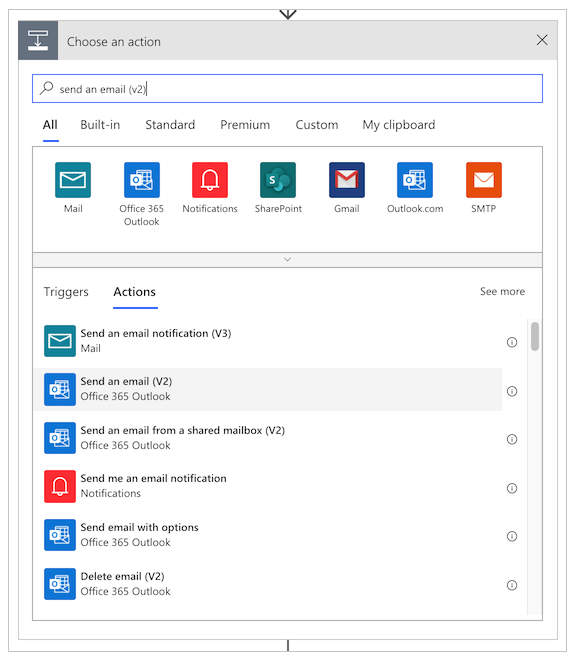 Choose an action
send an email (v2)
All Built-in Standard Premium Custom My clipboard
Mail Office 365 Outlook Notifications SharePoint Gmail Outlook.com SMTP
Triggers Actions See more
Send an email notification (V3)
Mail
Send an email (V2)
Office 365 Outlook
Send an email from a shared mailbox (V2)
Office 365 Outlook
Send me an email notification
Notifications
Send email with options
Office 365 Outlook
Delete email (V2)
Office 365 Outlook